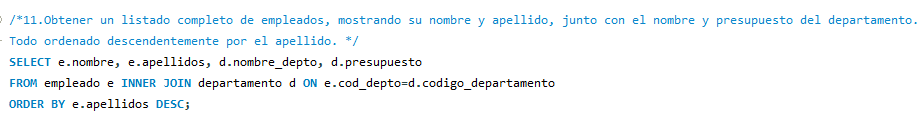 /*11.Obtener un listado completo de empleados, mostrando su nombre y apellido, junto con el nombre y presupuesto del departamento.
Todo ordenado descendentemente por el apellido. */
SELECT e.nombre, e.apellidos, d.nombre_depto, d.presupuesto
FROM empleado e INNER JOIN departamento d ON e.cod_depto=d.codigo_departamento
ORDER BY e.apellidos DESC;